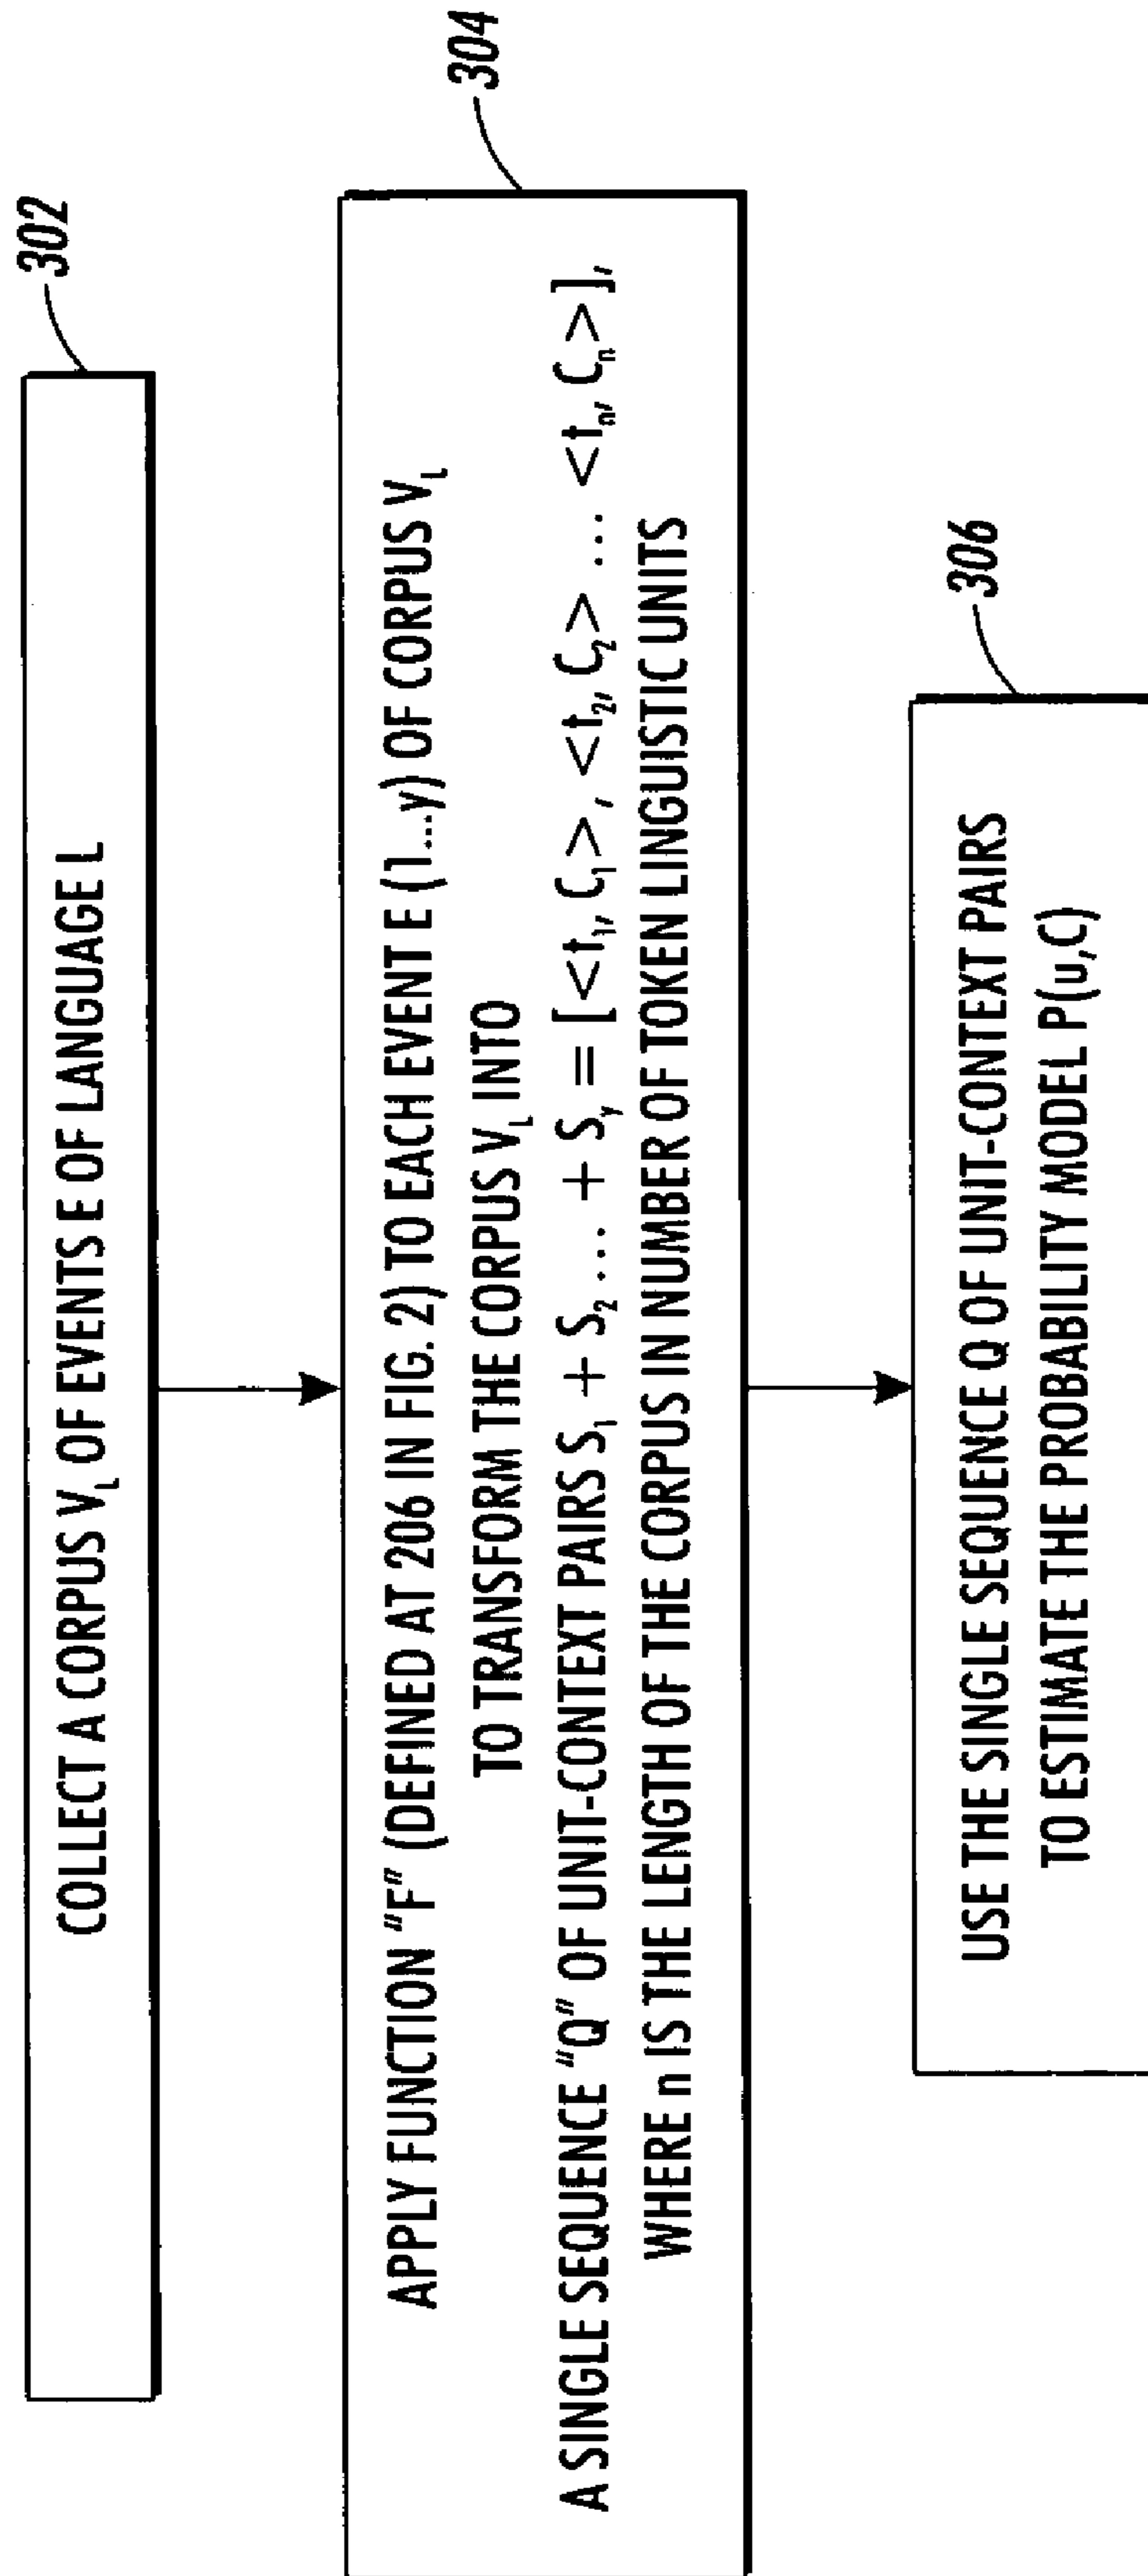 302
COLLECT A CORPUS V_L OF EVENTS E OF LANGUAGE L
304
APPLY FUNCTION "F" (DEFINED AT 206 IN FIG. 2) TO EACH EVENT E (1...y) OF CORPUS V_L
TO TRANSFORM THE CORPUS V_L INTO
A SINGLE SEQUENCE "Q" OF UNIT-CONTEXT PAIRS S_1 + S_2 ... + S_y = [<t_1, C_1>, <t_2, C_2> ... <t_n, C_n>],
WHERE n IS THE LENGTH OF THE CORPUS IN NUMBER OF TOKEN LINGUISTIC UNITS
306
USE THE SINGLE SEQUENCE Q OF UNIT-CONTEXT PAIRS
TO ESTIMATE THE PROBABILITY MODEL P(u,C)